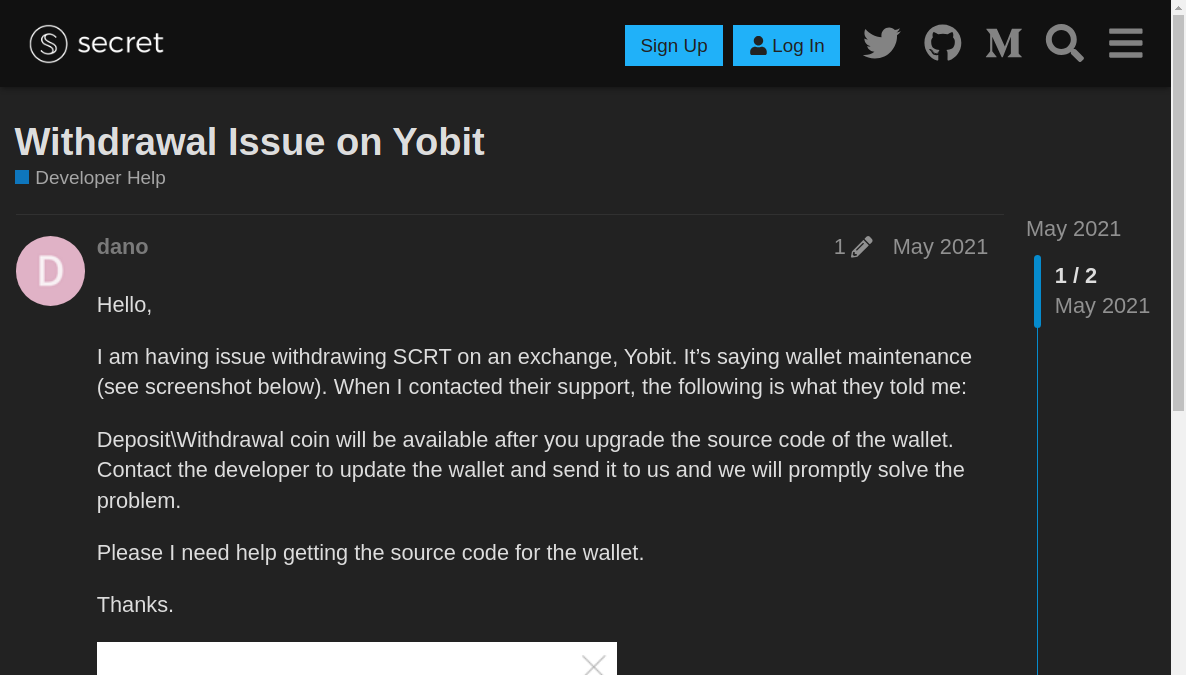 secret
Sign Up
Log In
Withdrawal Issue on Yobit
Developer Help
dano
1
May 2021
May 2021
1 / 2
May 2021
D
Hello,
I am having issue withdrawing SCRT on an exchange, Yobit. It’s saying wallet maintenance
(see screenshot below). When I contacted their support, the following is what they told me:
Deposit\Withdrawal coin will be available after you upgrade the source code of the wallet.
Contact the developer to update the wallet and send it to us and we will promptly solve the
problem.
Please I need help getting the source code for the wallet.
Thanks.